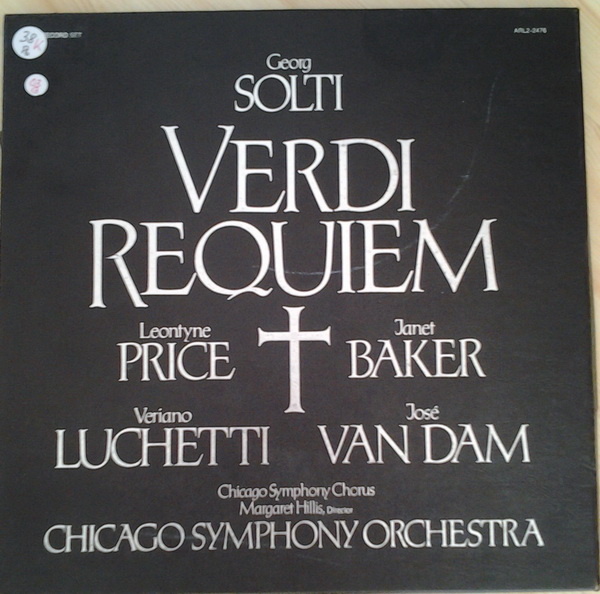 RECORD SET
ARL2-2476
Georg
SOLTI
VERDI
REQUIEM
Leontyne
PRICE
Janet
BAKER
Veriano
LUCHETTI
José
VAN DAM
Chicago Symphony Chorus
Margaret Hillis, Director
CHICAGO SYMPHONY ORCHESTRA